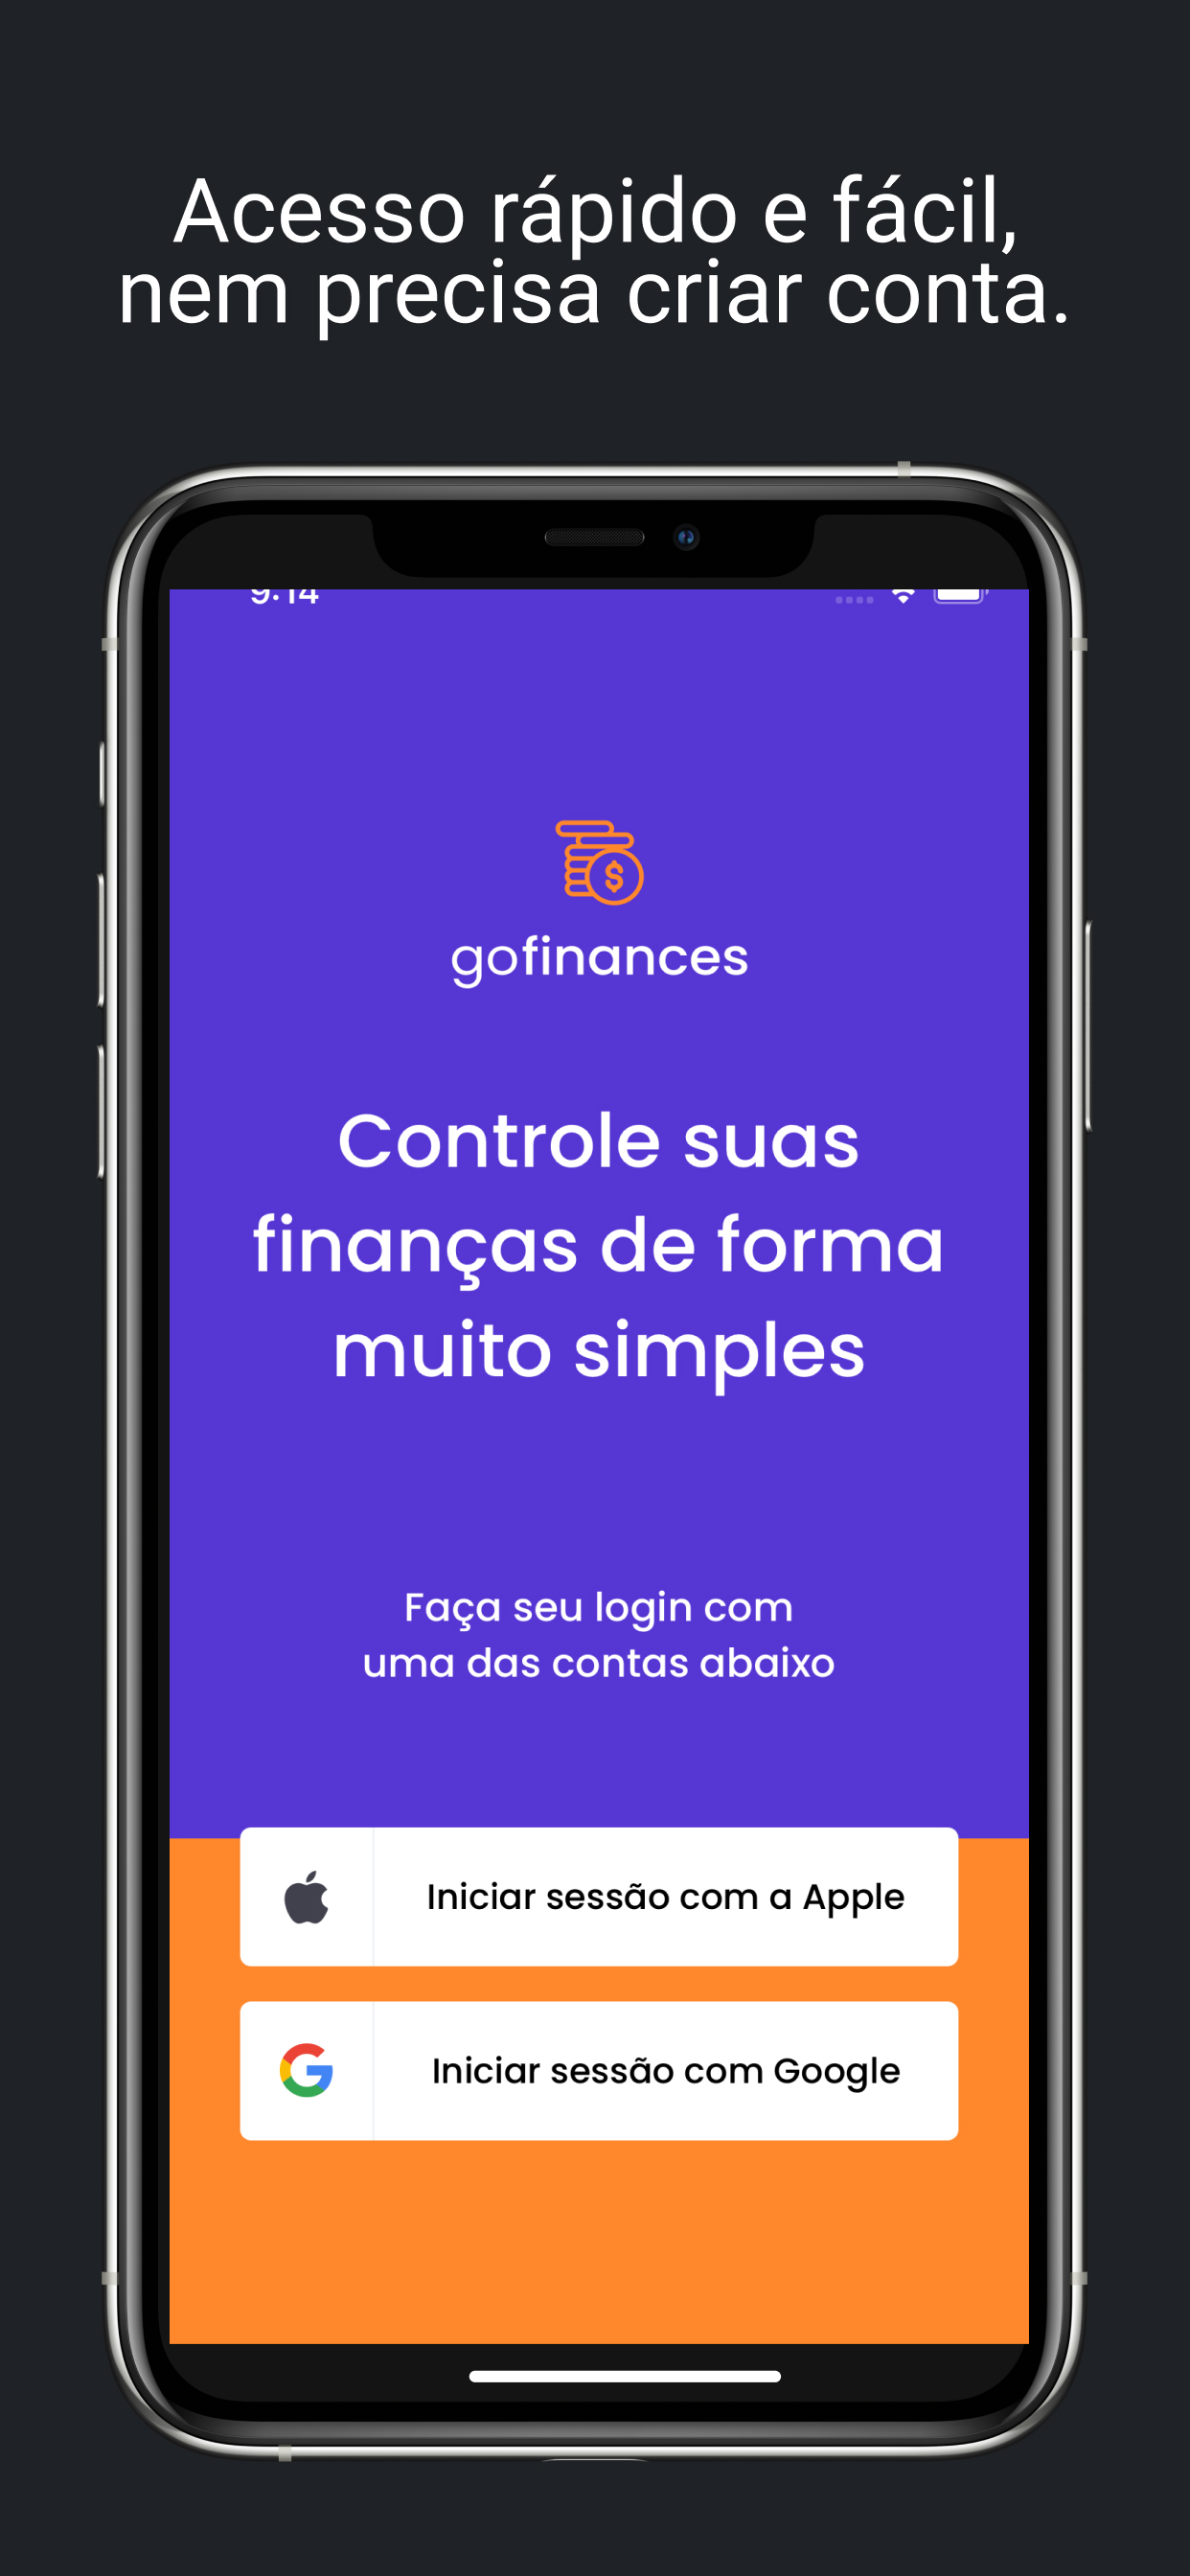 Acesso rápido e fácil,
nem precisa criar conta.
9:14
$
gofinances
Controle suas
finanças de forma
muito simples
Faça seu login com
uma das contas abaixo
Iniciar sessão com a Apple
Iniciar sessão com Google